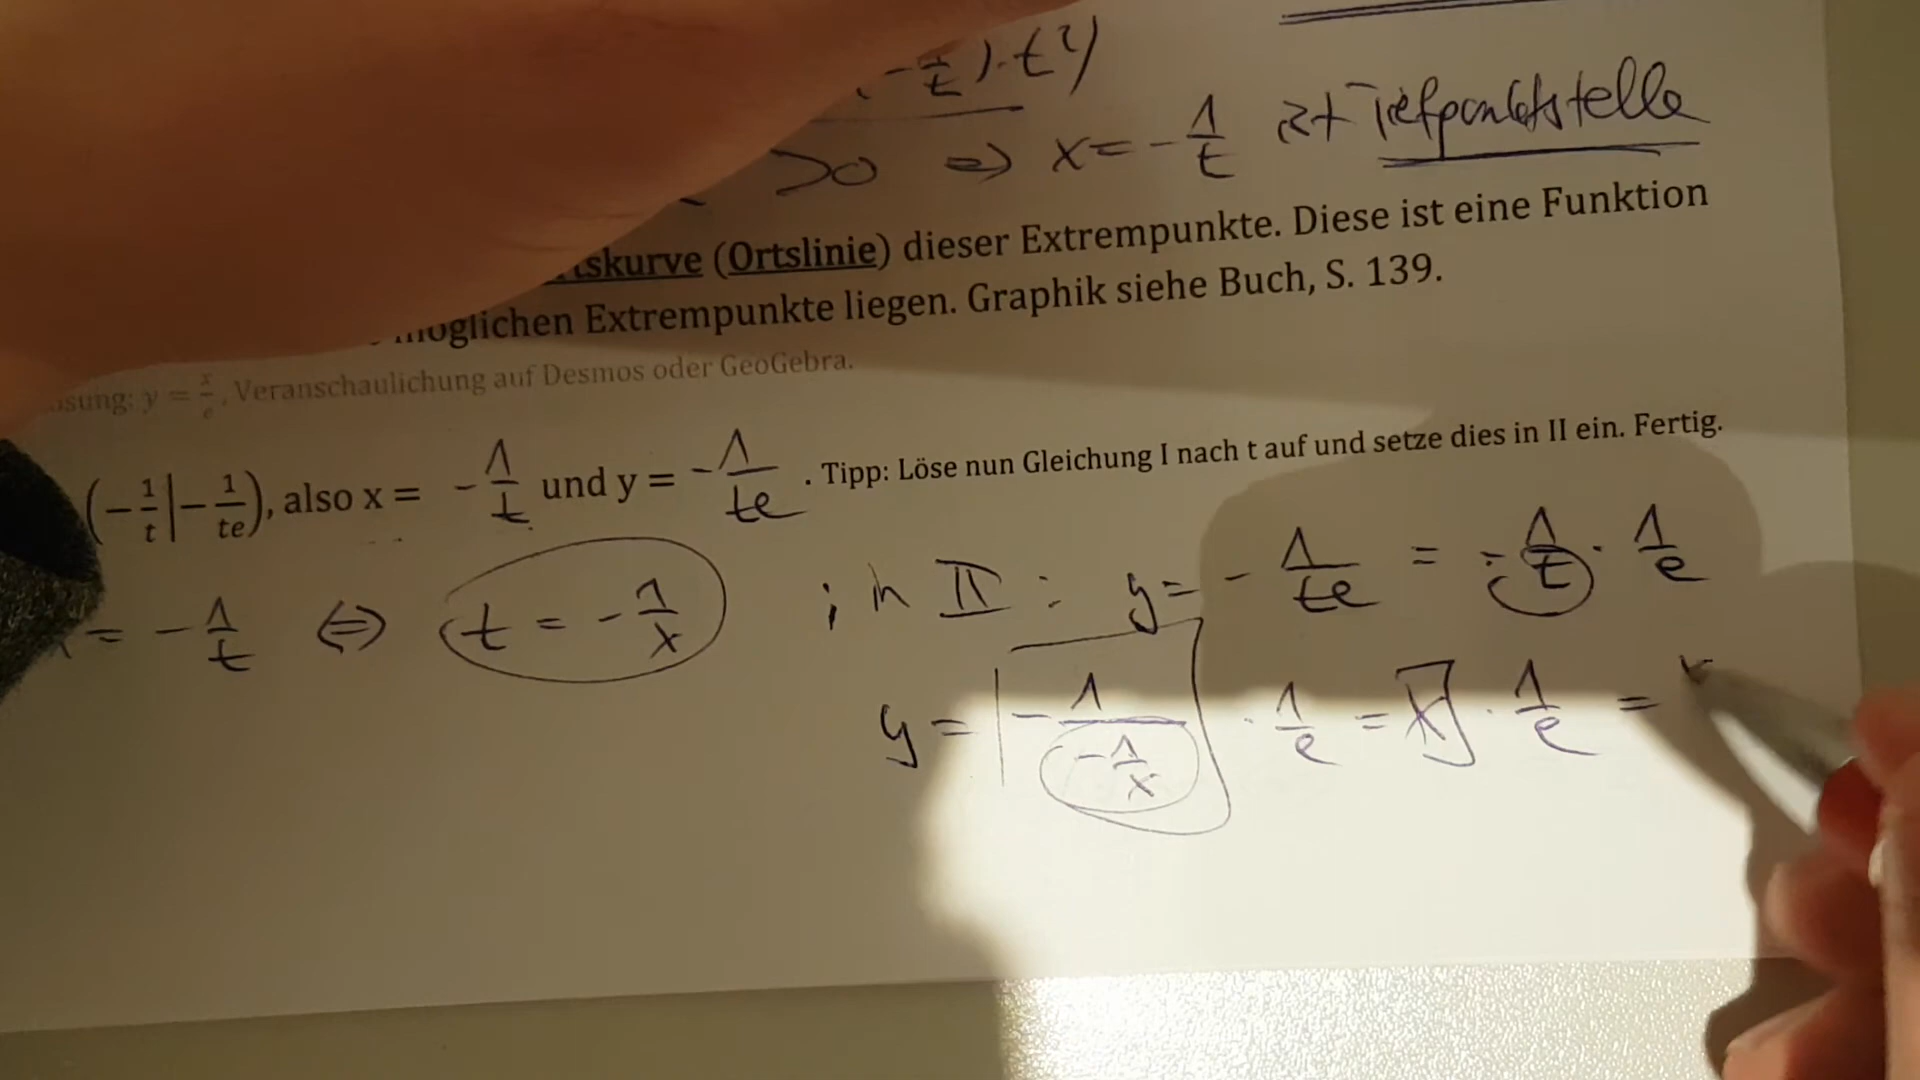 -1/t)·t²)
>0 ⇒ x = -1/t ist Tiefpunktstelle
tskurve (Ortslinie) dieser Extrempunkte. Diese ist eine Funktion
möglichen Extrempunkte liegen. Graphik siehe Buch, S. 139.
ösung: y = x/e, Veranschaulichung auf Desmos oder GeoGebra.
(-1/t | -1/te), also x = -1/t und y = -1/te . Tipp: Löse nun Gleichung I nach t auf und setze dies in II ein. Fertig.
x = -1/t ⇔ t = -1/x ; in II : y = -1/te = -1/t · 1/e
y = -1/(-1/x) · 1/e = x · 1/e = x